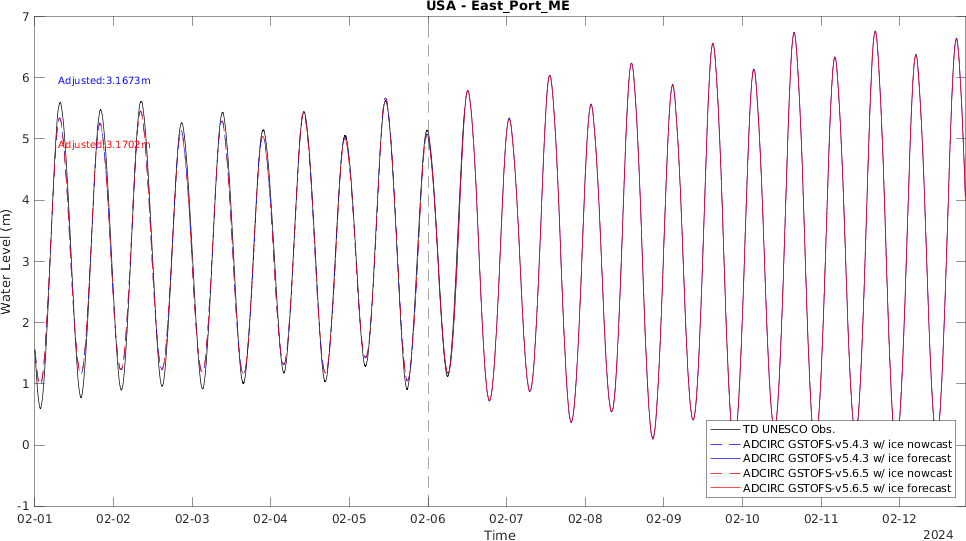 USA - East_Port_ME
7
6
5
4
3
2
1
0
-1
Water Level (m)
Adjusted:3.1673m
Adjusted:3.1702m
TD UNESCO Obs.
ADCIRC GSTOFS-v5.4.3 w/ ice nowcast
ADCIRC GSTOFS-v5.4.3 w/ ice forecast
ADCIRC GSTOFS-v5.6.5 w/ ice nowcast
ADCIRC GSTOFS-v5.6.5 w/ ice forecast
02-01 02-02 02-03 02-04 02-05 02-06 02-07 02-08 02-09 02-10 02-11 02-12
Time
2024